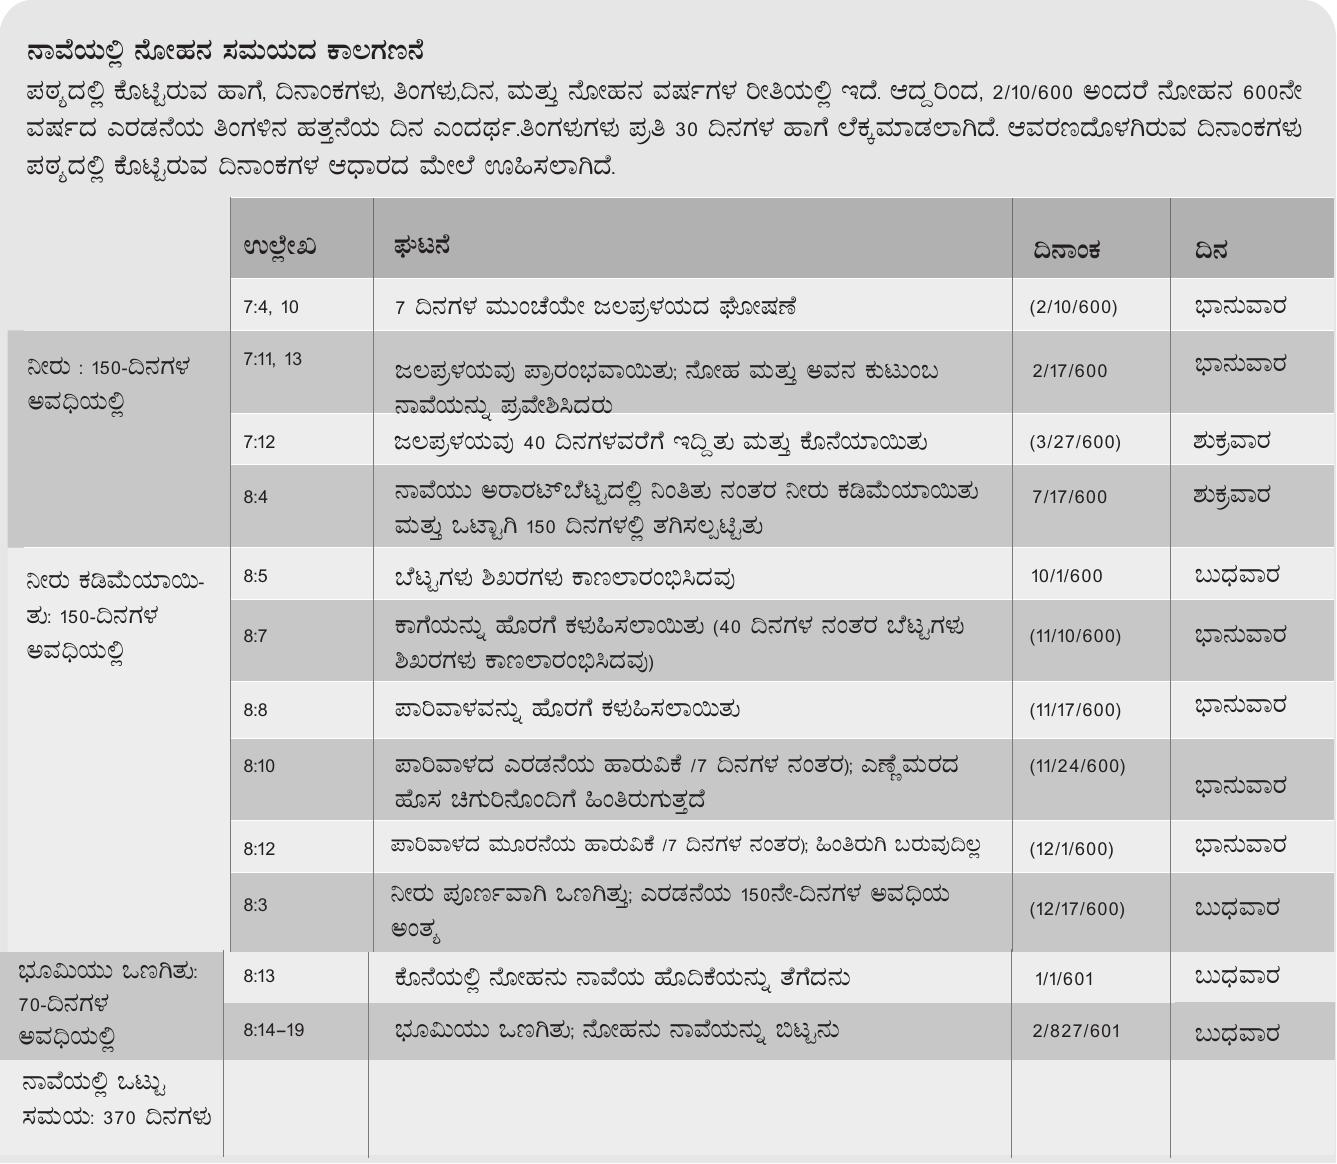 ನಾವೆಯಲ್ಲಿ ನೋಹನ ಸಮಯದ ಕಾಲಗಣನೆ
ಪಠ್ಯದಲ್ಲಿ ಕೊಟ್ಟಿರುವ ಹಾಗೆ, ದಿನಾಂಕಗಳು, ತಿಂಗಳು,ದಿನ, ಮತ್ತು ನೋಹನ ವರ್ಷಗಳ ರೀತಿಯಲ್ಲಿ ಇದೆ. ಆದ್ದರಿಂದ, 2/10/600 ಅಂದರೆ ನೋಹನ 600ನೇ
ವರ್ಷದ ಎರಡನೆಯ ತಿಂಗಳಿನ ಹತ್ತನೆಯ ದಿನ ಎಂದರ್ಥ.ತಿಂಗಳುಗಳು ಪ್ರತಿ 30 ದಿನಗಳ ಹಾಗೆ ಲೆಕ್ಕಮಾಡಲಾಗಿದೆ. ಆವರಣದೊಳಗಿರುವ ದಿನಾಂಕಗಳು
ಪಠ್ಯದಲ್ಲಿ ಕೊಟ್ಟಿರುವ ದಿನಾಂಕಗಳ ಆಧಾರದ ಮೇಲೆ ಊಹಿಸಲಾಗಿದೆ.
ಉಲ್ಲೇಖ ಘಟನೆ ದಿನಾಂಕ ದಿನ
7:4, 10 7 ದಿನಗಳ ಮುಂಚೆಯೇ ಜಲಪ್ರಳಯದ ಘೋಷಣೆ (2/10/600) ಭಾನುವಾರ
ನೀರು : 150-ದಿನಗಳ
ಅವಧಿಯಲ್ಲಿ
7:11, 13 ಜಲಪ್ರಳಯವು ಪ್ರಾರಂಭವಾಯಿತು; ನೋಹ ಮತ್ತು ಅವನ ಕುಟುಂಬ 2/17/600 ಭಾನುವಾರ
ನಾವೆಯನ್ನು ಪ್ರವೇಶಿಸಿದರು
7:12 ಜಲಪ್ರಳಯವು 40 ದಿನಗಳವರೆಗೆ ಇದ್ದಿತು ಮತ್ತು ಕೊನೆಯಾಯಿತು (3/27/600) ಶುಕ್ರವಾರ
8:4 ನಾವೆಯು ಅರಾರಟ್‌ಬೆಟ್ಟದಲ್ಲಿ ನಿಂತಿತು ನಂತರ ನೀರು ಕಡಿಮೆಯಾಯಿತು 7/17/600 ಶುಕ್ರವಾರ
ಮತ್ತು ಒಟ್ಟಾಗಿ 150 ದಿನಗಳಲ್ಲಿ ತಗಿಸಲ್ಪಟ್ಟಿತು
ನೀರು ಕಡಿಮೆಯಾಯಿ-
ತು: 150-ದಿನಗಳ
ಅವಧಿಯಲ್ಲಿ
8:5 ಬೆಟ್ಟಗಳು ಶಿಖರಗಳು ಕಾಣಲಾರಂಭಿಸಿದವು 10/1/600 ಬುಧವಾರ
8:7 ಕಾಗೆಯನ್ನು ಹೊರಗೆ ಕಳುಹಿಸಲಾಯಿತು (40 ದಿನಗಳ ನಂತರ ಬೆಟ್ಟಗಳು (11/10/600) ಭಾನುವಾರ
ಶಿಖರಗಳು ಕಾಣಲಾರಂಭಿಸಿದವು)
8:8 ಪಾರಿವಾಳವನ್ನು ಹೊರಗೆ ಕಳುಹಿಸಲಾಯಿತು (11/17/600) ಭಾನುವಾರ
8:10 ಪಾರಿವಾಳದ ಎರಡನೆಯ ಹಾರುವಿಕೆ /7 ದಿನಗಳ ನಂತರ); ಎಣ್ಣೆಮರದ (11/24/600) ಭಾನುವಾರ
ಹೊಸ ಚಿಗುರಿನೊಂದಿಗೆ ಹಿಂತಿರುಗುತ್ತದೆ
8:12 ಪಾರಿವಾಳದ ಮೂರನೆಯ ಹಾರುವಿಕೆ /7 ದಿನಗಳ ನಂತರ); ಹಿಂತಿರುಗಿ ಬರುವುದಿಲ್ಲ (12/1/600) ಭಾನುವಾರ
8:3 ನೀರು ಪೂರ್ಣವಾಗಿ ಒಣಗಿತ್ತು; ಎರಡನೆಯ 150ನೇ-ದಿನಗಳ ಅವಧಿಯ (12/17/600) ಬುಧವಾರ
ಅಂತ್ಯ
ಭೂಮಿಯು ಒಣಗಿತು:
70-ದಿನಗಳ
ಅವಧಿಯಲ್ಲಿ
8:13 ಕೊನೆಯಲ್ಲಿ ನೋಹನು ನಾವೆಯ ಹೊದಿಕೆಯನ್ನು ತೆಗೆದನು 1/1/601 ಬುಧವಾರ
8:14–19 ಭೂಮಿಯು ಒಣಗಿತು; ನೋಹನು ನಾವೆಯನ್ನು ಬಿಟ್ಟನು 2/827/601 ಬುಧವಾರ
ನಾವೆಯಲ್ಲಿ ಒಟ್ಟು
ಸಮಯ: 370 ದಿನಗಳು